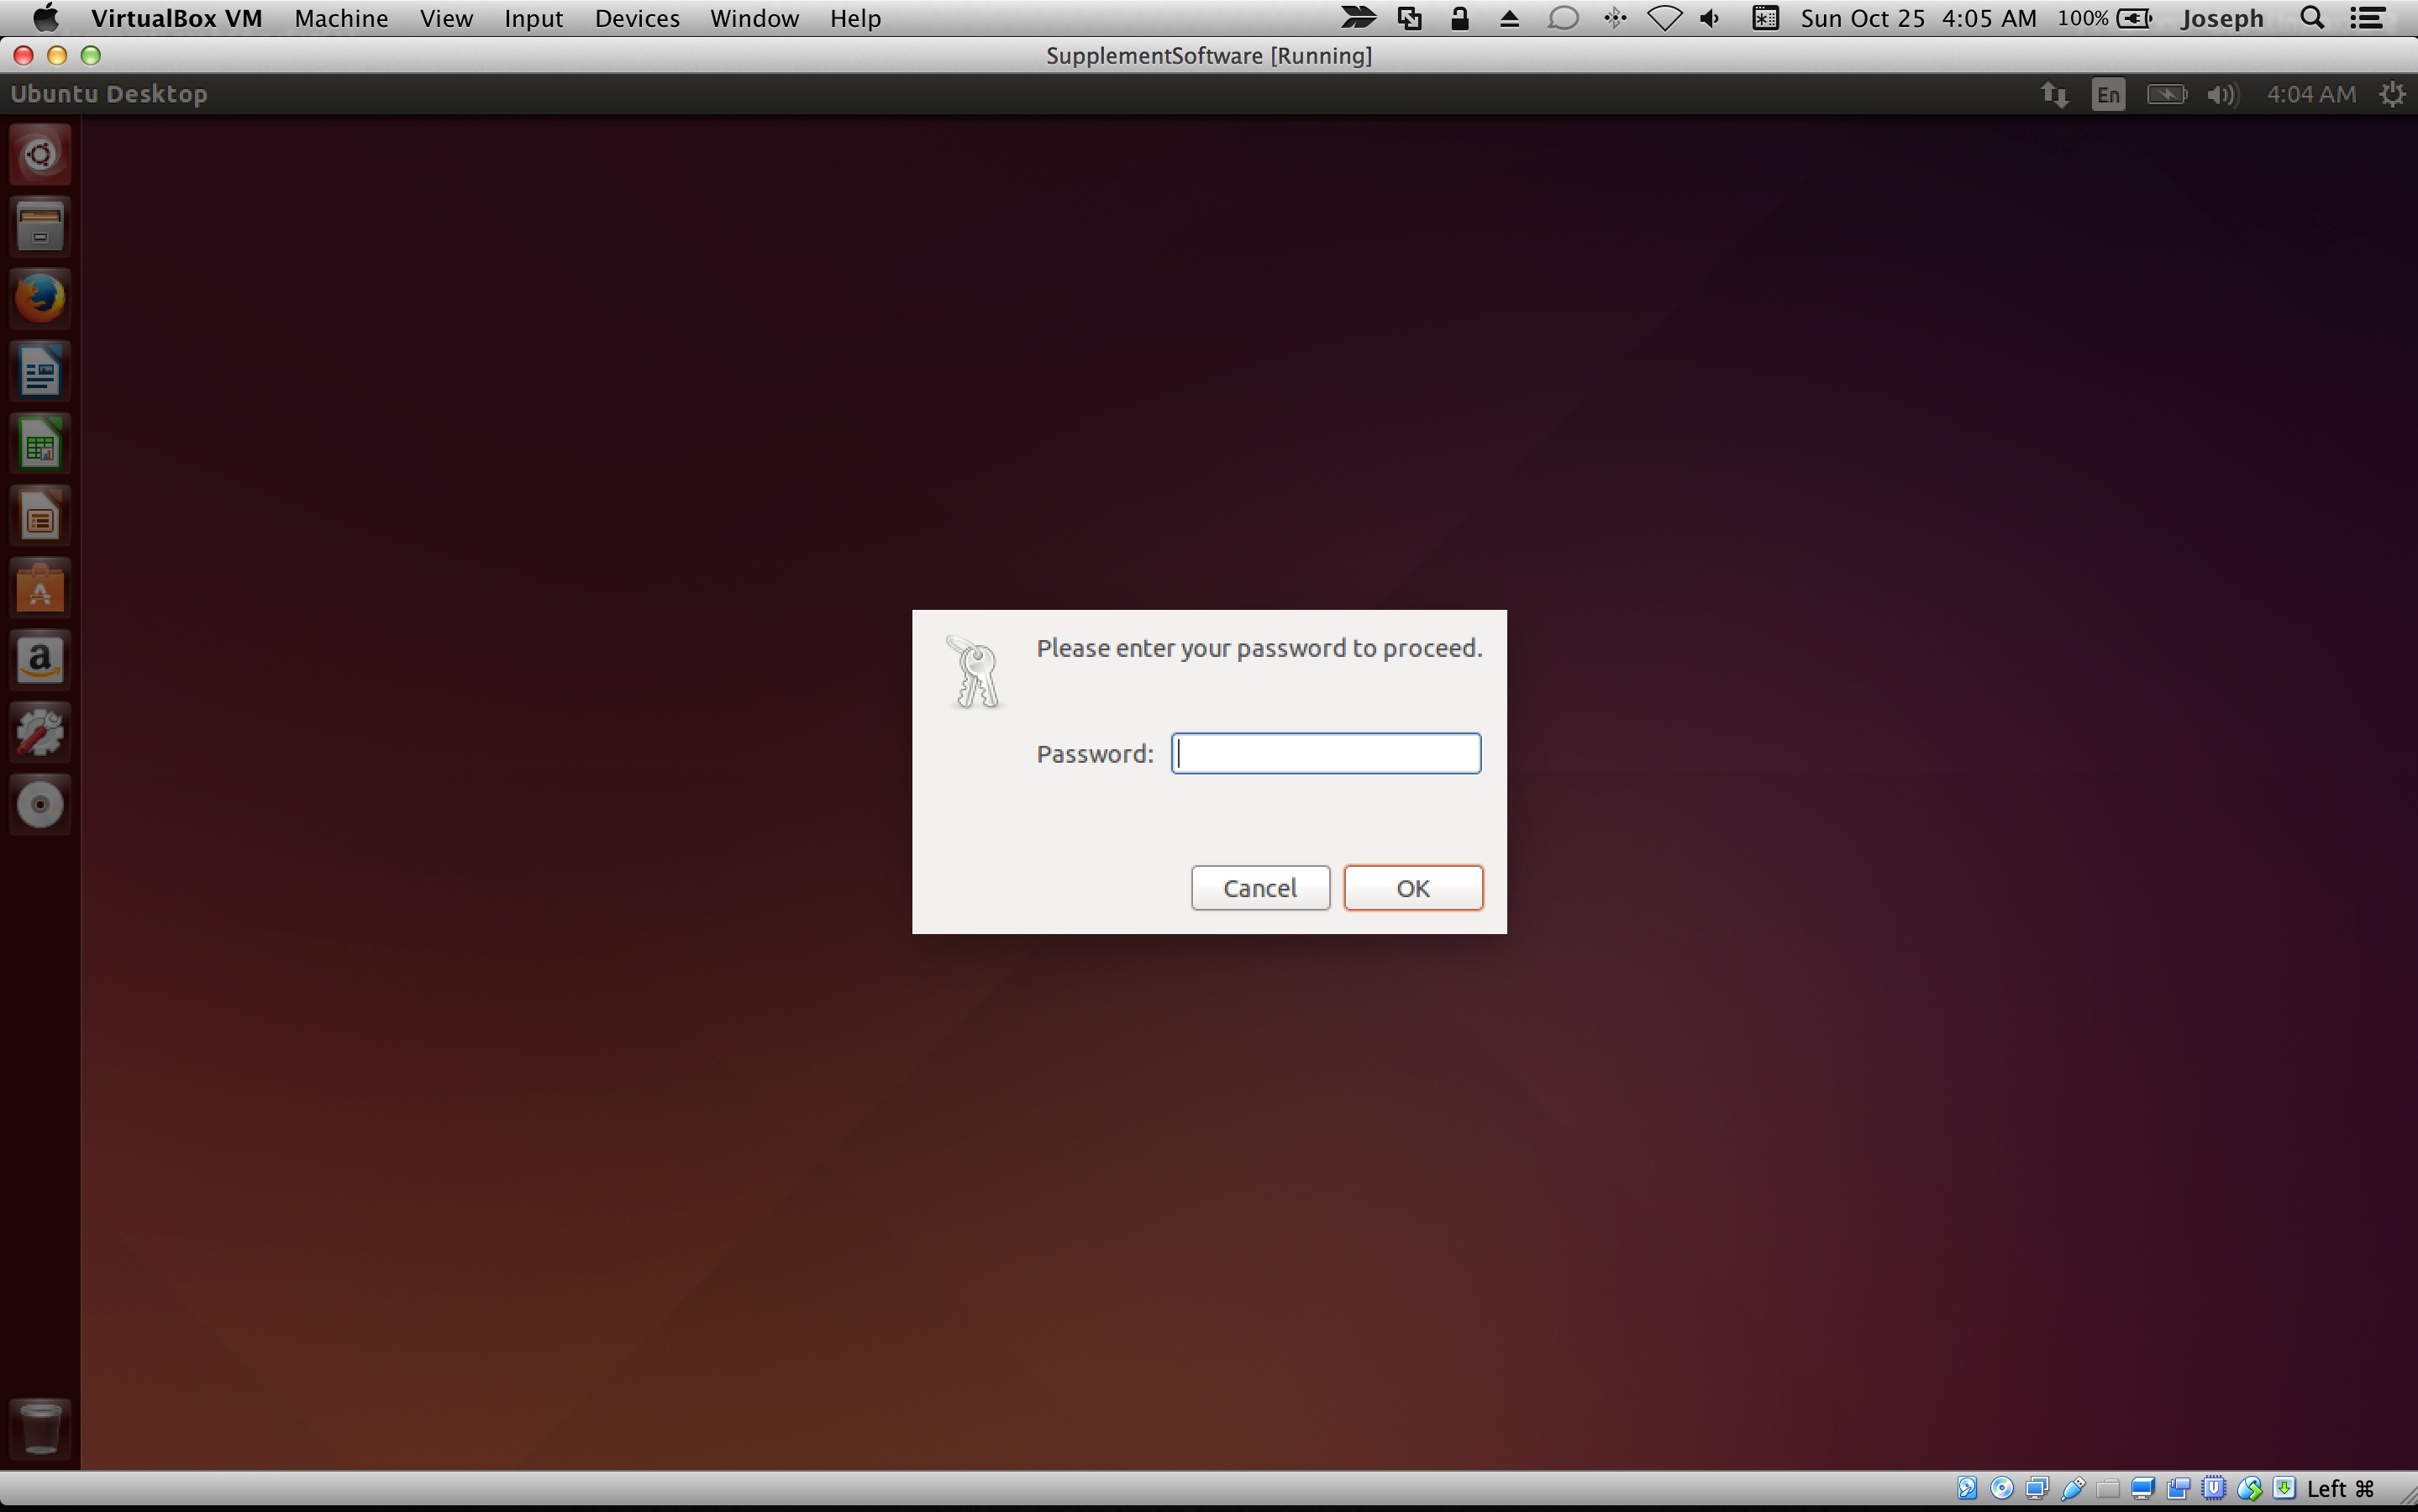 VirtualBox VM Machine View Input Devices Window Help Sun Oct 25 4:05 AM 100% Joseph
SupplementSoftware [Running]
Ubuntu Desktop En 4:04 AM
Please enter your password to proceed.
Password:
Cancel OK
Left ⌘